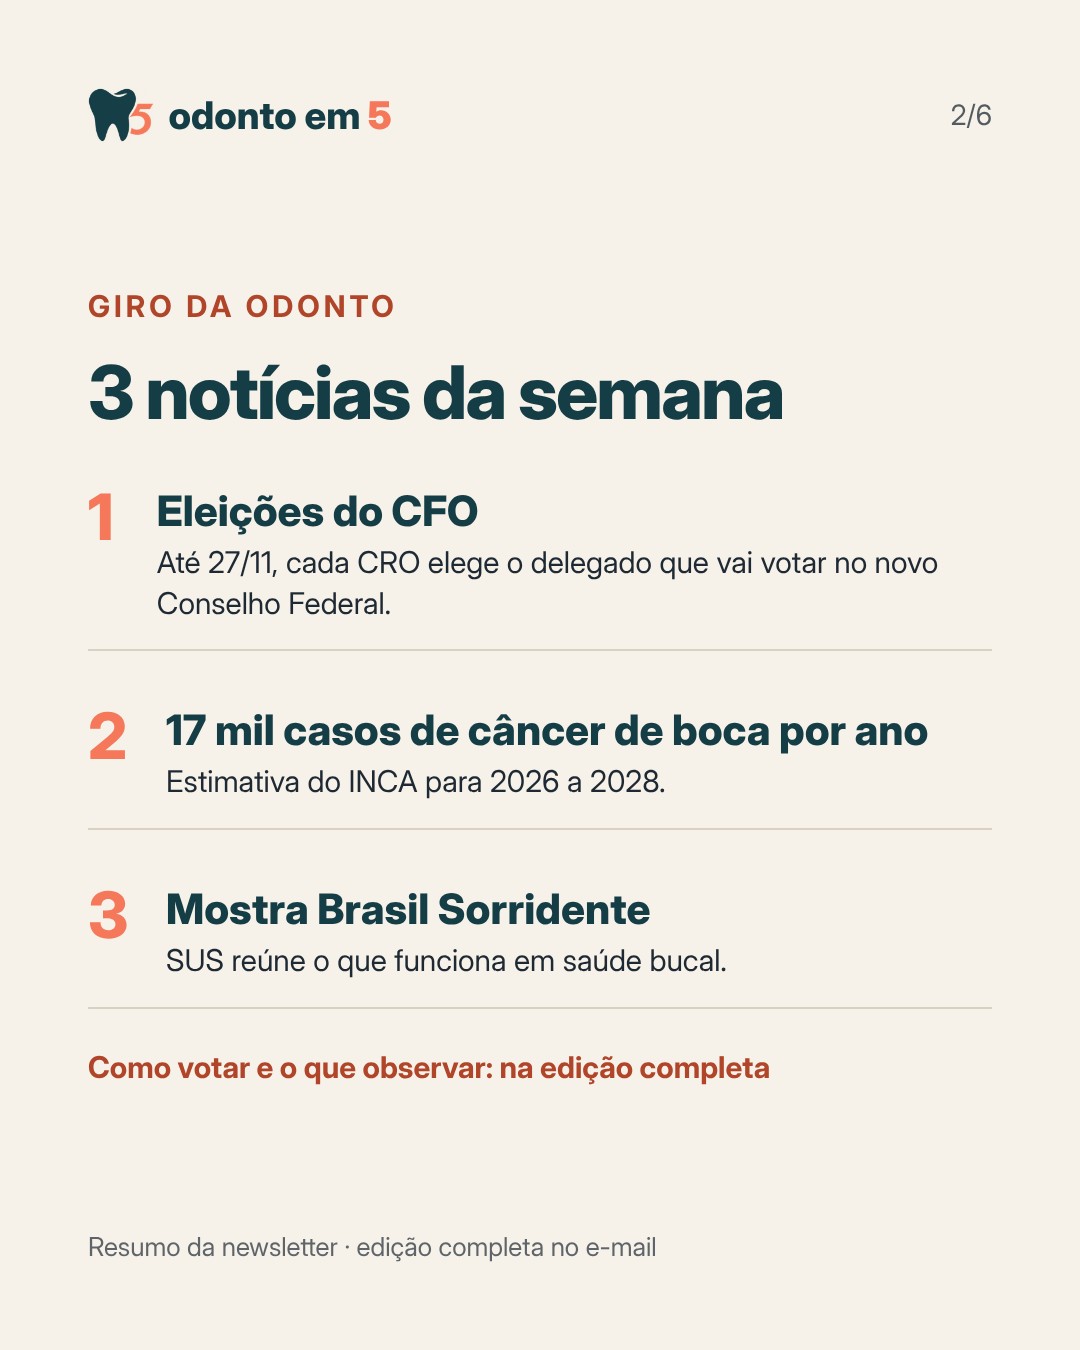 5 odonto em 5
2/6
GIRO DA ODONTO
3 notícias da semana
1 Eleições do CFO
Até 27/11, cada CRO elege o delegado que vai votar no novo
Conselho Federal.
2 17 mil casos de câncer de boca por ano
Estimativa do INCA para 2026 a 2028.
3 Mostra Brasil Sorridente
SUS reúne o que funciona em saúde bucal.
Como votar e o que observar: na edição completa
Resumo da newsletter · edição completa no e-mail